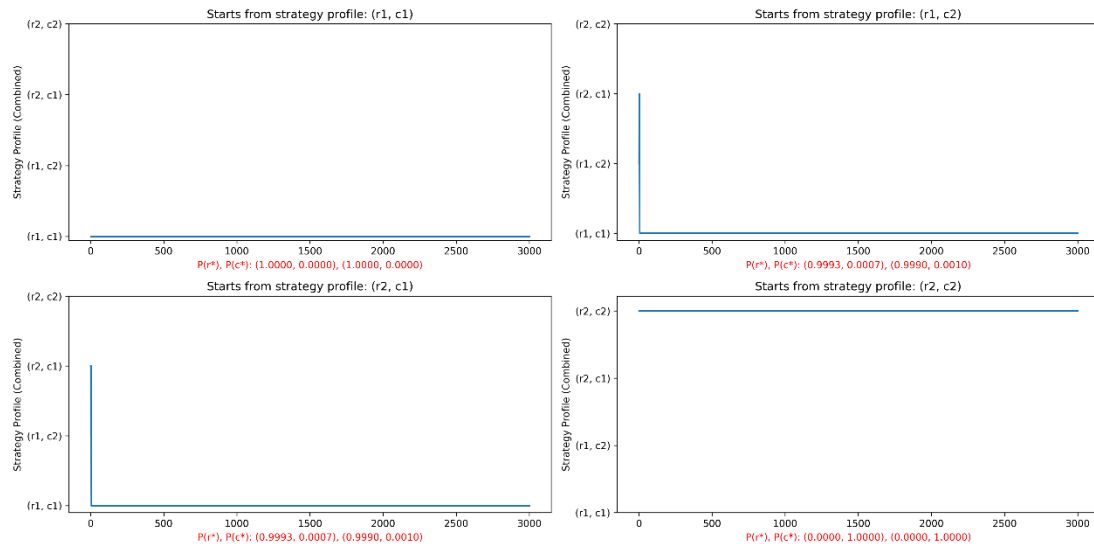 Starts from strategy profile: (r1, c1)
Strategy Profile (Combined)
(r2, c2)
(r2, c1)
(r1, c2)
(r1, c1)
0 500 1000 1500 2000 2500 3000
P(r*), P(c*): (1.0000, 0.0000), (1.0000, 0.0000)
Starts from strategy profile: (r1, c2)
Strategy Profile (Combined)
(r2, c2)
(r2, c1)
(r1, c2)
(r1, c1)
0 500 1000 1500 2000 2500 3000
P(r*), P(c*): (0.9993, 0.0007), (0.9990, 0.0010)
Starts from strategy profile: (r2, c1)
Strategy Profile (Combined)
(r2, c2)
(r2, c1)
(r1, c2)
(r1, c1)
0 500 1000 1500 2000 2500 3000
P(r*), P(c*): (0.9993, 0.0007), (0.9990, 0.0010)
Starts from strategy profile: (r2, c2)
Strategy Profile (Combined)
(r2, c2)
(r2, c1)
(r1, c2)
(r1, c1)
0 500 1000 1500 2000 2500 3000
P(r*), P(c*): (0.0000, 1.0000), (0.0000, 1.0000)